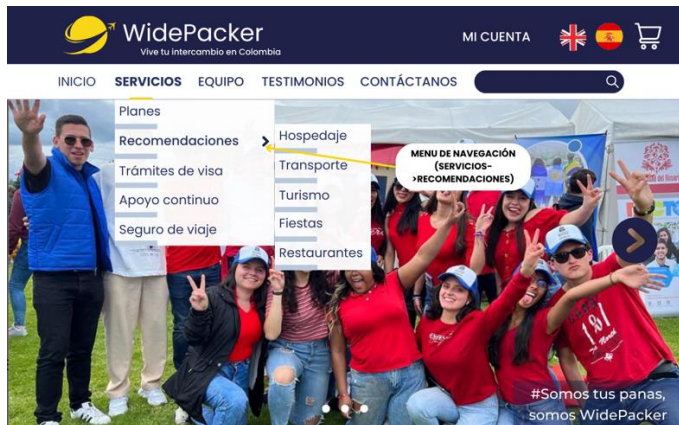 WidePacker
Vive tu intercambio en Colombia
MI CUENTA
INICIO SERVICIOS EQUIPO TESTIMONIOS CONTÁCTANOS
Planes
Recomendaciones
Trámites de visa
Apoyo continuo
Seguro de viaje
Hospedaje
Transporte
Turismo
Fiestas
Restaurantes
MENU DE NAVEGACIÓN
(SERVICIOS-
>RECOMENDACIONES)
#Somos tus panas,
somos WidePacker